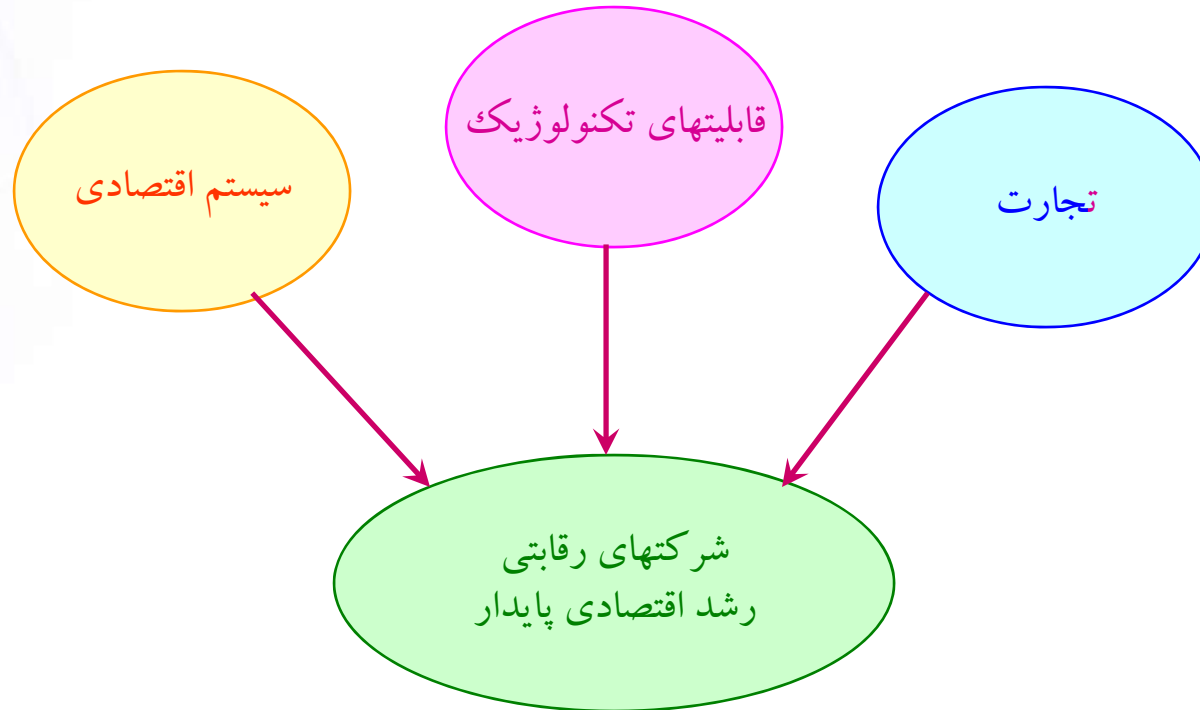 تجارت
قابلیتهای تکنولوژیک
سیستم اقتصادی
شرکتهای رقابتی
رشد اقتصادی پایدار